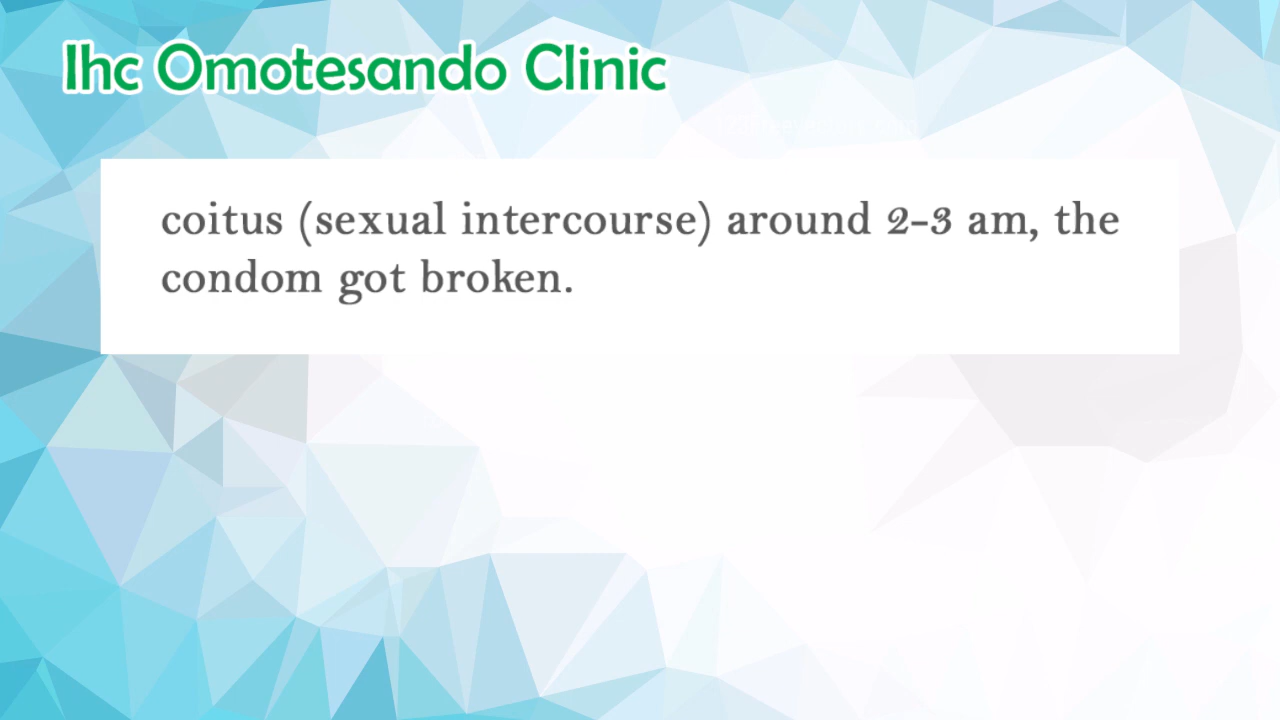 Ihc Omotesando Clinic
coitus (sexual intercourse) around 2-3 am, the
condom got broken.